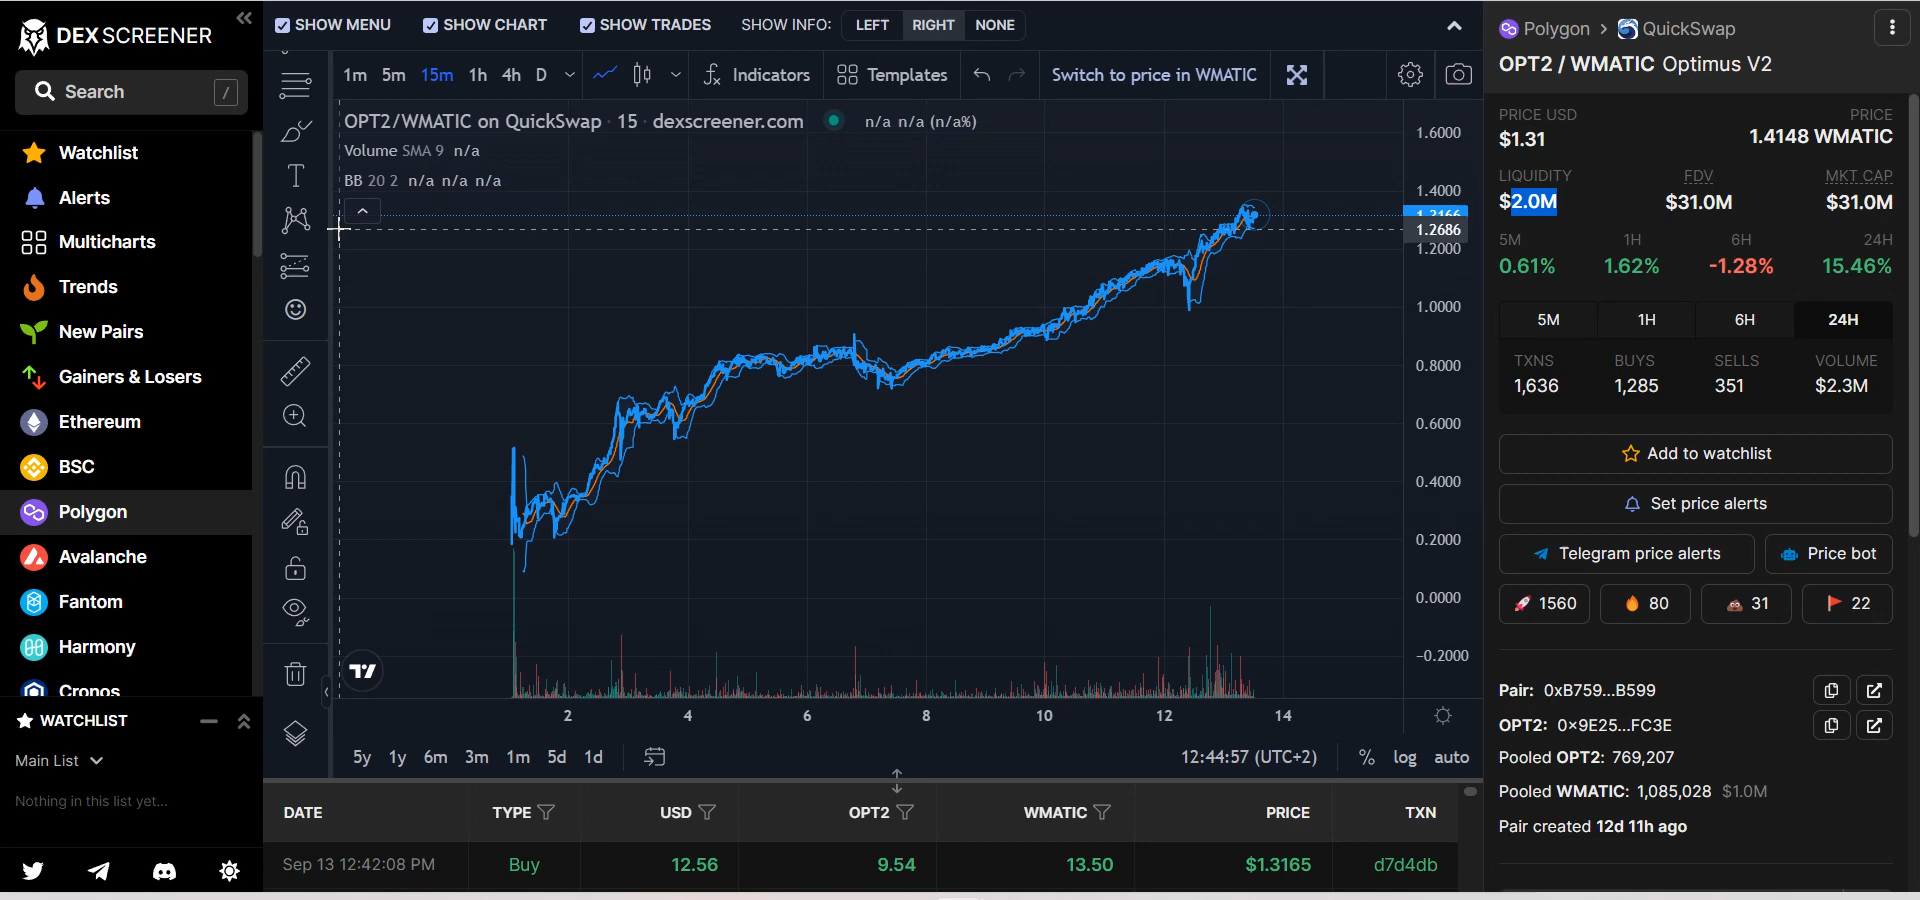 DEX SCREENER
Search /
Watchlist
Alerts
Multicharts
Trends
New Pairs
Gainers & Losers
Ethereum
BSC
Polygon
Avalanche
Fantom
Harmony
Cronos
WATCHLIST
Main List
Nothing in this list yet...
SHOW MENU SHOW CHART SHOW TRADES SHOW INFO: LEFT RIGHT NONE
1m 5m 15m 1h 4h D Indicators Templates Switch to price in WMATIC
OPT2/WMATIC on QuickSwap · 15 · dexscreener.com n/a n/a (n/a%)
Volume SMA 9 n/a
BB 20 2 n/a n/a n/a
1.6000
1.4000
1.3166
1.2686
1.2000
1.0000
0.8000
0.6000
0.4000
0.2000
0.0000
-0.2000
2 4 6 8 10 12 14
5y 1y 6m 3m 1m 5d 1d 12:44:57 (UTC+2) % log auto
DATE TYPE USD OPT2 WMATIC PRICE TXN
Sep 13 12:42:08 PM Buy 12.56 9.54 13.50 $1.3165 d7d4db
Polygon > QuickSwap
OPT2 / WMATIC Optimus V2
PRICE USD PRICE
$1.31 1.4148 WMATIC
LIQUIDITY FDV MKT CAP
$2.0M $31.0M $31.0M
5M 1H 6H 24H
0.61% 1.62% -1.28% 15.46%
5M 1H 6H 24H
TXNS BUYS SELLS VOLUME
1,636 1,285 351 $2.3M
Add to watchlist
Set price alerts
Telegram price alerts Price bot
1560 80 31 22
Pair: 0xB759...B599
OPT2: 0×9E25...FC3E
Pooled OPT2: 769,207
Pooled WMATIC: 1,085,028 $1.0M
Pair created 12d 11h ago